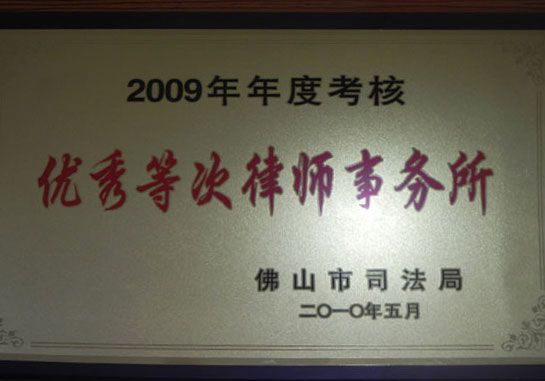 2009年年度考核
优秀等次律师事务所
佛山市司法局
二〇一〇年五月